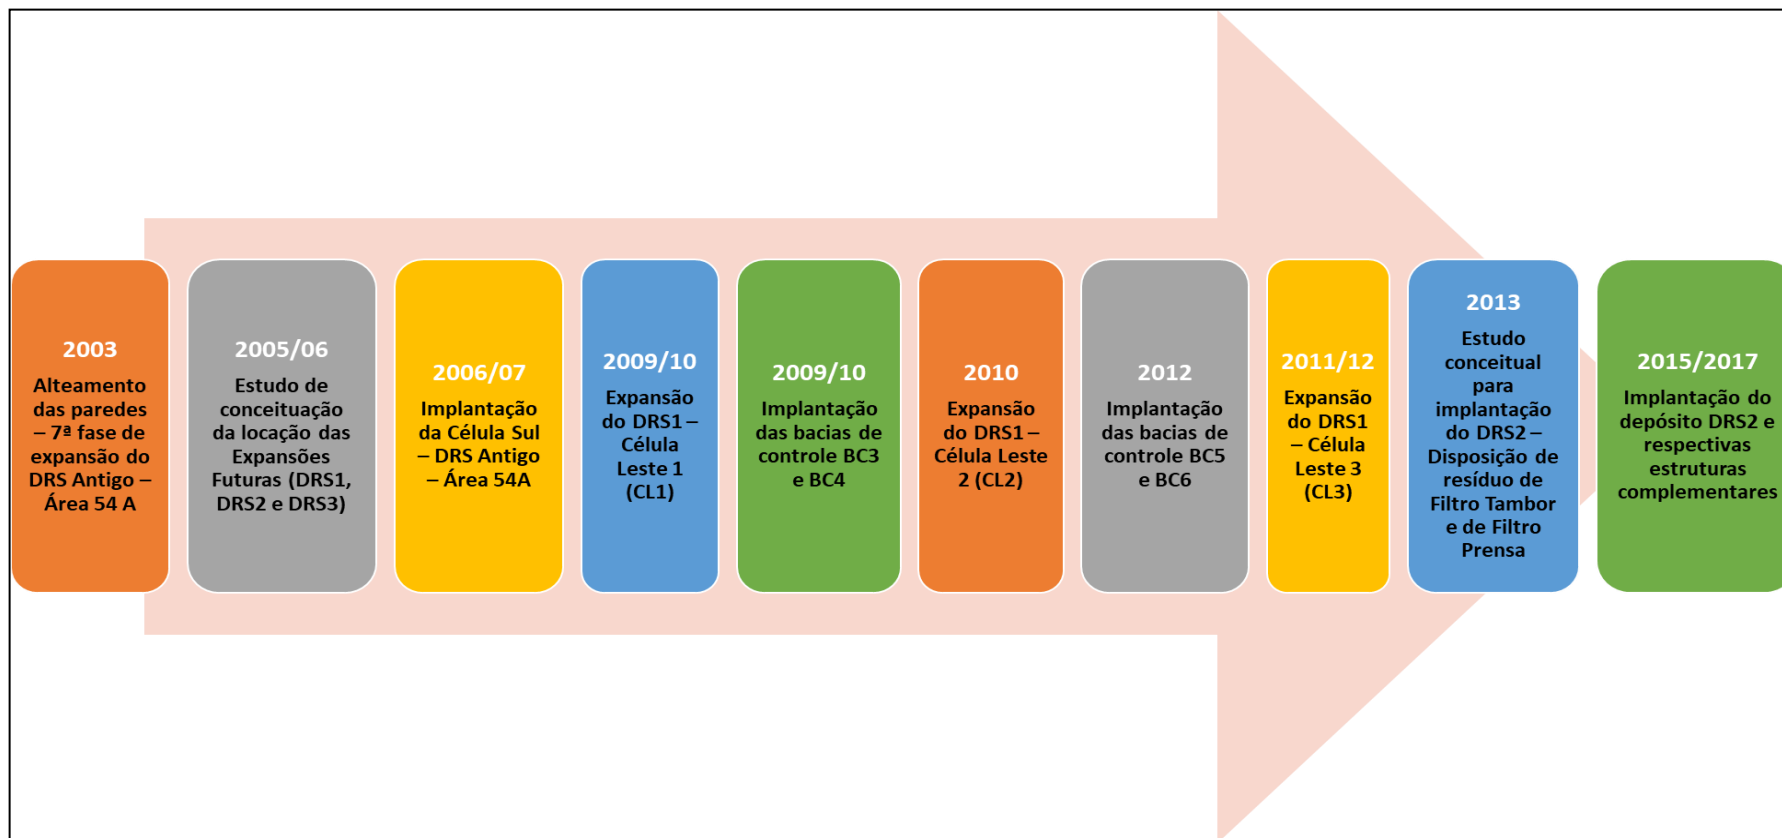 2003
Alteamento
das paredes
– 7ª fase de
expansão do
DRS Antigo –
Área 54 A
2005/06
Estudo de
conceituação
da locação das
Expansões
Futuras (DRS1,
DRS2 e DRS3)
2006/07
Implantação
da Célula Sul
– DRS Antigo
– Área 54A
2009/10
Expansão
do DRS1 –
Célula
Leste 1
(CL1)
2009/10
Implantação
das bacias de
controle BC3
e BC4
2010
Expansão
do DRS1 –
Célula Leste
2 (CL2)
2012
Implantação
das bacias de
controle BC5
e BC6
2011/12
Expansão
do DRS1
– Célula
Leste 3
(CL3)
2013
Estudo
conceitual
para
implantação
do DRS2 –
Disposição de
resíduo de
Filtro Tambor
e de Filtro
Prensa
2015/2017
Implantação do
depósito DRS2 e
respectivas
estruturas
complementares